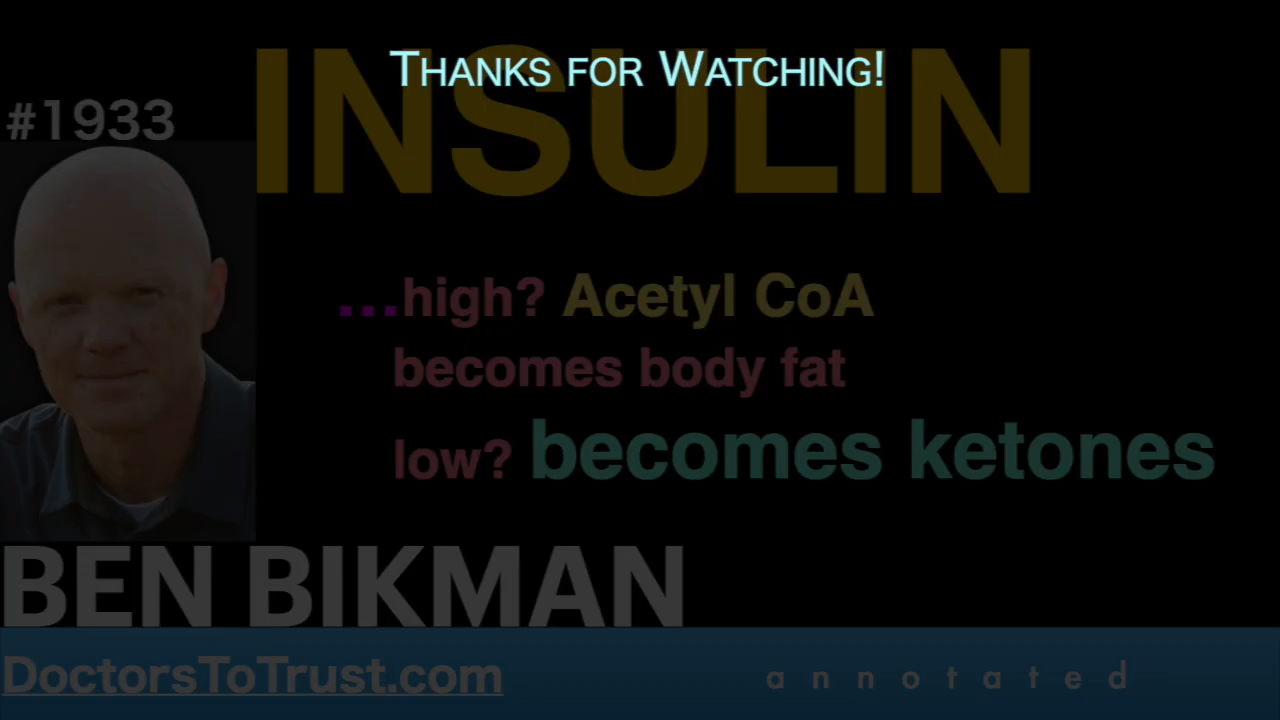 THANKS FOR WATCHING!
INSULIN
#1933
...high? Acetyl CoA
becomes body fat
low? becomes ketones
BEN BIKMAN
DoctorsToTrust.com
annotated